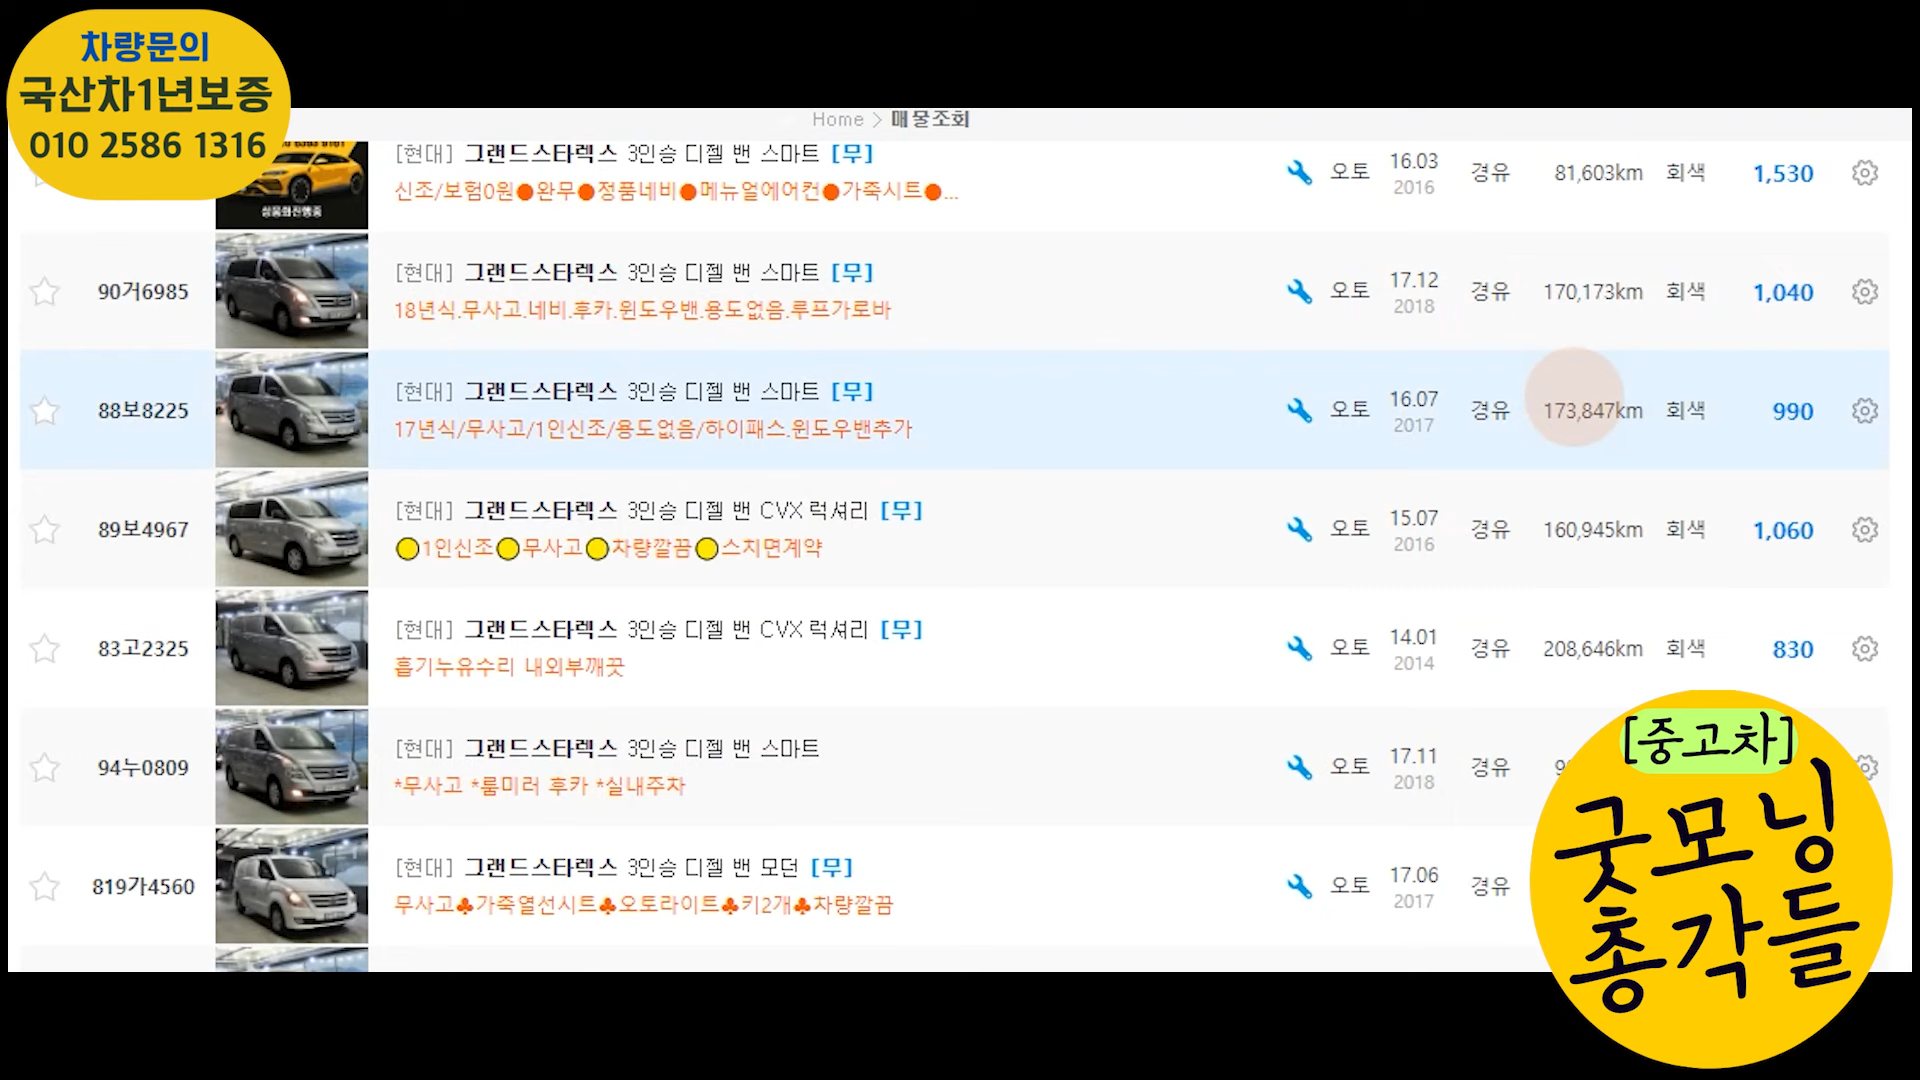 차량문의
국산차1년보증
010 2586 1316
Home > 매물조회
[현대] 그랜드스타렉스 3인승 디젤 밴 스마트 [무]
신조/보험0원●완무●정품네비●메뉴얼에어컨●가죽시트●...
오토 16.03 2016 경유 81,603km 회색 1,530
상품화진행중
90거6985
[현대] 그랜드스타렉스 3인승 디젤 밴 스마트 [무]
18년식.무사고.네비.후카.윈도우밴.용도없음.루프가로바
오토 17.12 2018 경유 170,173km 회색 1,040
88보8225
[현대] 그랜드스타렉스 3인승 디젤 밴 스마트 [무]
17년식/무사고/1인신조/용도없음/하이패스.윈도우밴추가
오토 16.07 2017 경유 173,847km 회색 990
89보4967
[현대] 그랜드스타렉스 3인승 디젤 밴 CVX 럭셔리 [무]
●1인신조●무사고●차량깔끔●스치면계약
오토 15.07 2016 경유 160,945km 회색 1,060
83고2325
[현대] 그랜드스타렉스 3인승 디젤 밴 CVX 럭셔리 [무]
흡기누유수리 내외부깨끗
오토 14.01 2014 경유 208,646km 회색 830
94누0809
[현대] 그랜드스타렉스 3인승 디젤 밴 스마트
*무사고 *룸미러 후카 *실내주차
오토 17.11 2018 경유
819가4560
[현대] 그랜드스타렉스 3인승 디젤 밴 모던 [무]
무사고♣가죽열선시트♣오토라이트♣키2개♣차량깔끔
오토 17.06 2017 경유
[중고차]
굿모닝
총각들